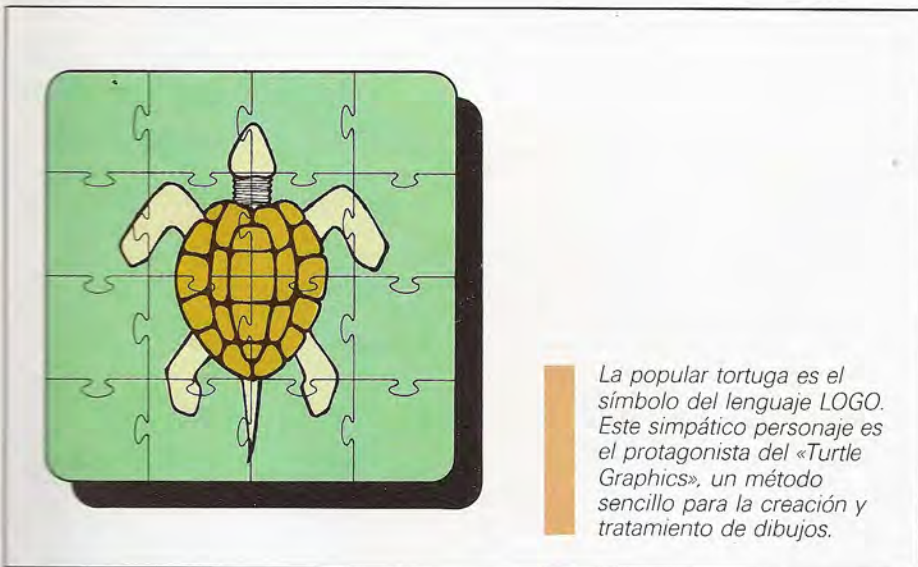 La popular tortuga es el
símbolo del lenguaje LOGO.
Este simpático personaje es
el protagonista del «Turtle
Graphics», un método
sencillo para la creación y
tratamiento de dibujos.